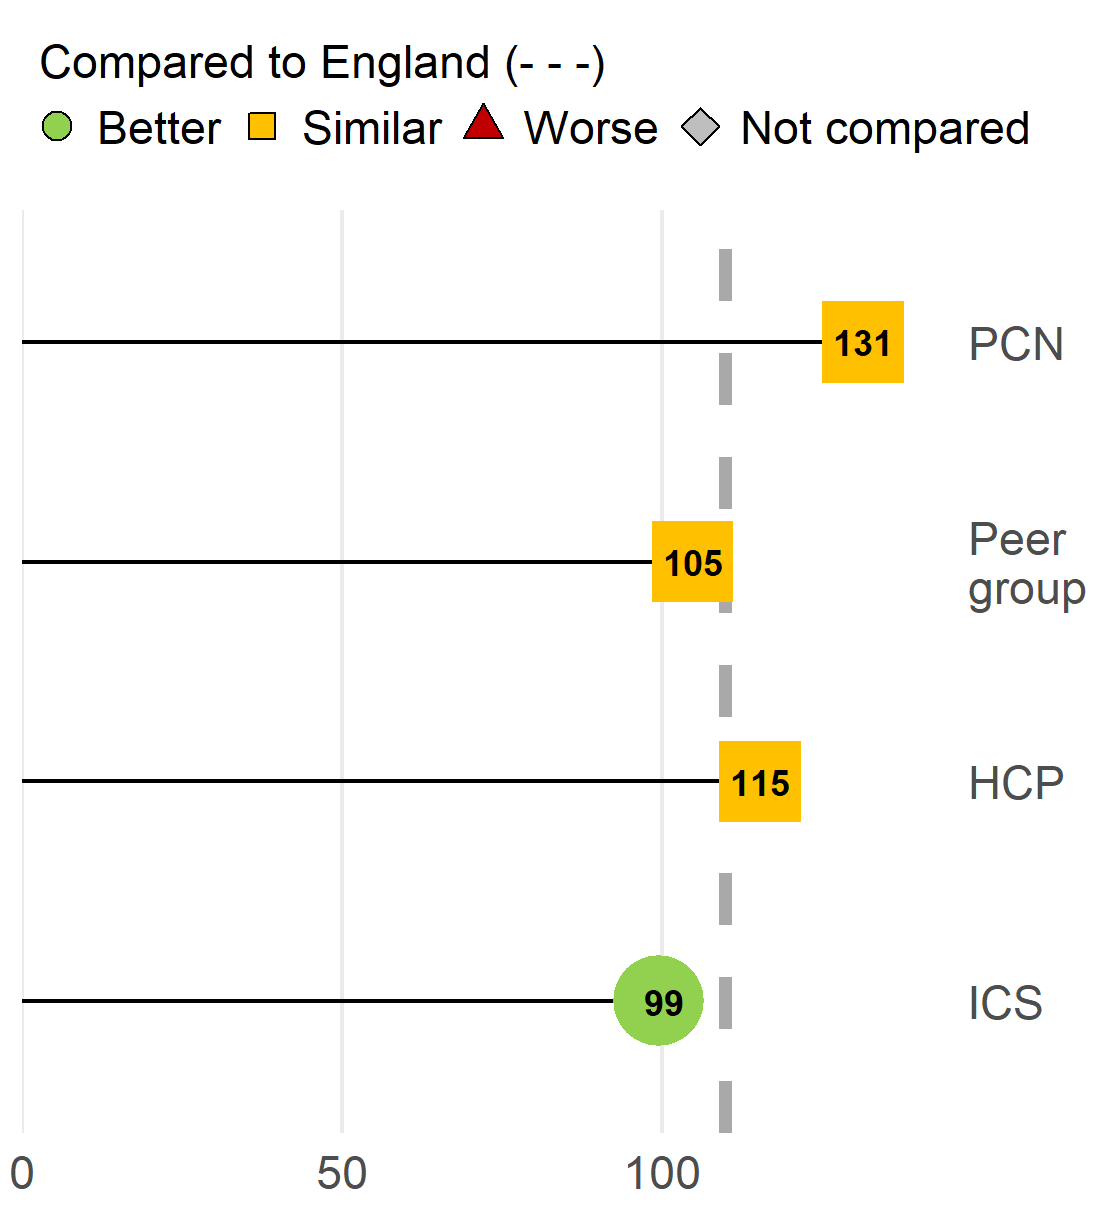 Compared to England (- - -)
Better Similar Worse Not compared
131 PCN
Peer
105
group
115 HCP
99 ICS
0 50 100